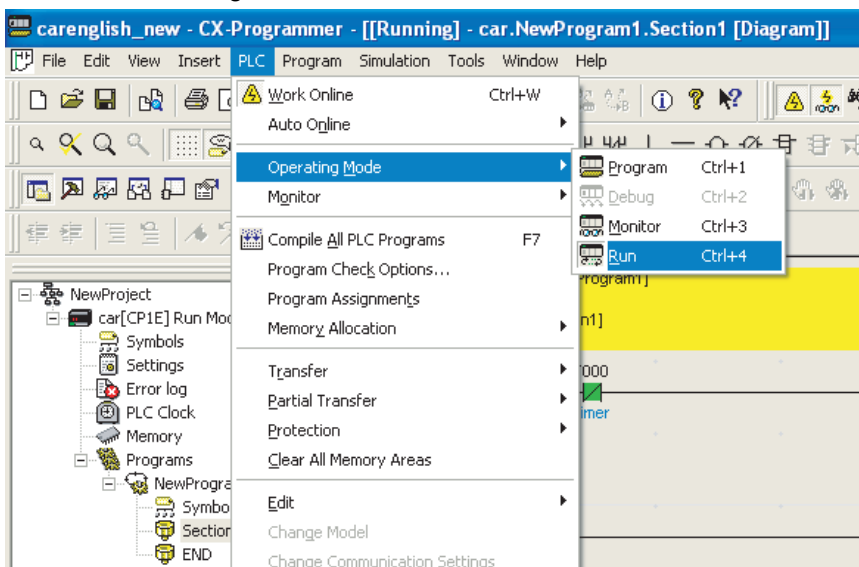 carenglish_new - CX-Programmer - [[Running] - car.NewProgram1.Section1 [Diagram]]
File Edit View Insert PLC Program Simulation Tools Window Help
Work Online Ctrl+W
Auto Online
Operating Mode
Monitor
Compile All PLC Programs F7
Program Check Options...
Program Assignments
Memory Allocation
Transfer
Partial Transfer
Protection
Clear All Memory Areas
Edit
Change Model
Change Communication Settings
Program Ctrl+1
Debug Ctrl+2
Monitor Ctrl+3
Run Ctrl+4
Program1]
n1]
000
imer
NewProject
car[CP1E] Run Mod
Symbols
Settings
Error log
PLC Clock
Memory
Programs
NewProgra
Symbo
Section
END